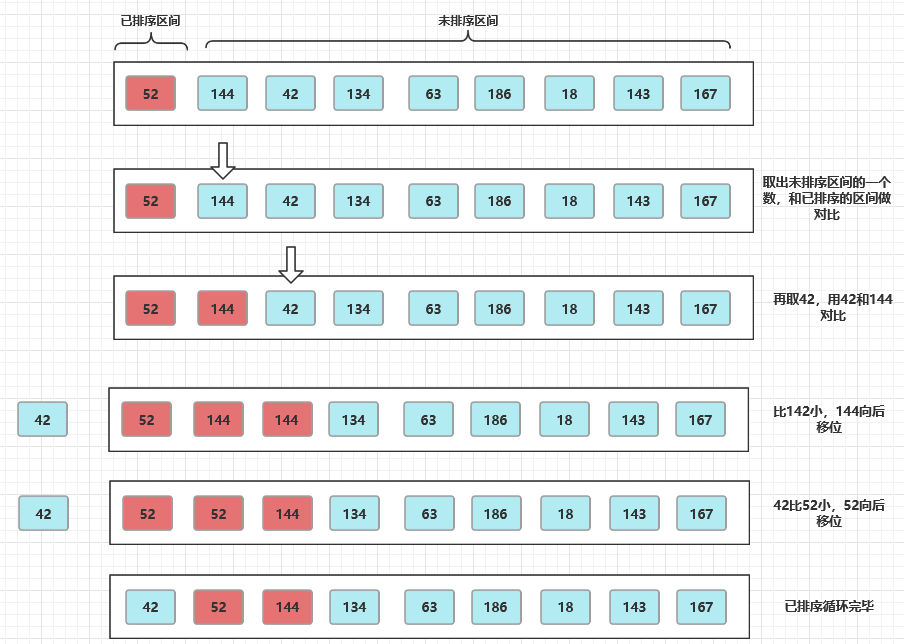 已排序区间 未排序区间
52 144 42 134 63 186 18 143 167
52 144 42 134 63 186 18 143 167
取出未排序区间的一个
数，和已排序的区间做
对比
52 144 42 134 63 186 18 143 167
再取42，用42和144
对比
42 52 144 144 134 63 186 18 143 167
比142小，144向后
移位
42 52 52 144 134 63 186 18 143 167
42比52小，52向后
移位
42 52 144 134 63 186 18 143 167
已排序循环完毕